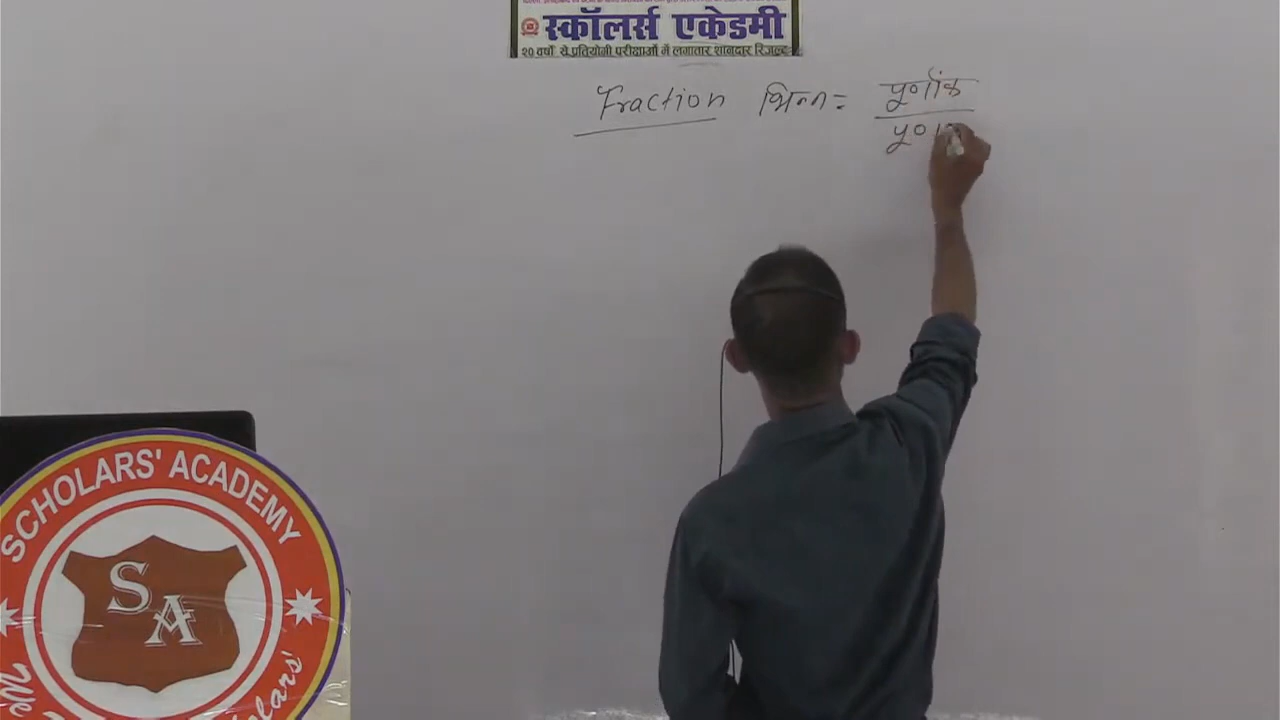 स्कॉलर्स एकेडमी
२० वर्षों से प्रतियोगी परीक्षाओं में लगातार शानदार रिजल्ट
Fraction भिन्न = पूर्णांक
SCHOLARS' ACADEMY
SA